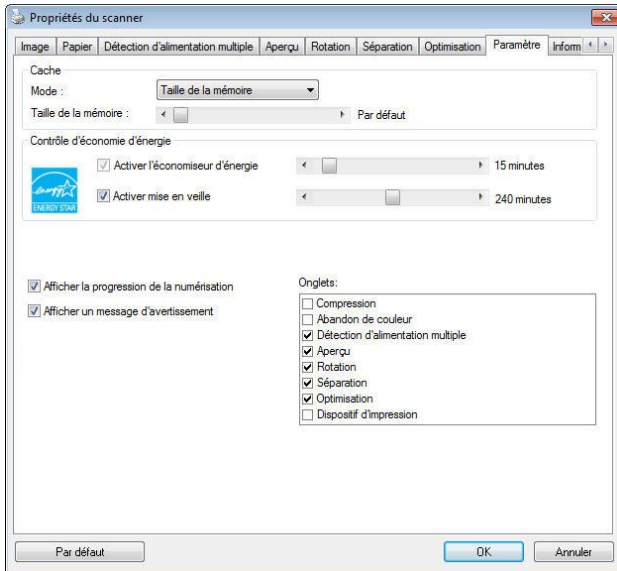 Propriétés du scanner
Image Papier Détection d'alimentation multiple Aperçu Rotation Séparation Optimisation Paramètre Inform
Cache
Mode : Taille de la mémoire
Taille de la mémoire : Par défaut
Contrôle d'économie d'énergie
Activer l'économiseur d'énergie 15 minutes
energy
ENERGY STAR
Activer mise en veille 240 minutes
Afficher la progression de la numérisation
Afficher un message d'avertissement
Onglets:
Compression
Abandon de couleur
Détection d'alimentation multiple
Aperçu
Rotation
Séparation
Optimisation
Dispositif d'impression
Par défaut OK Annuler